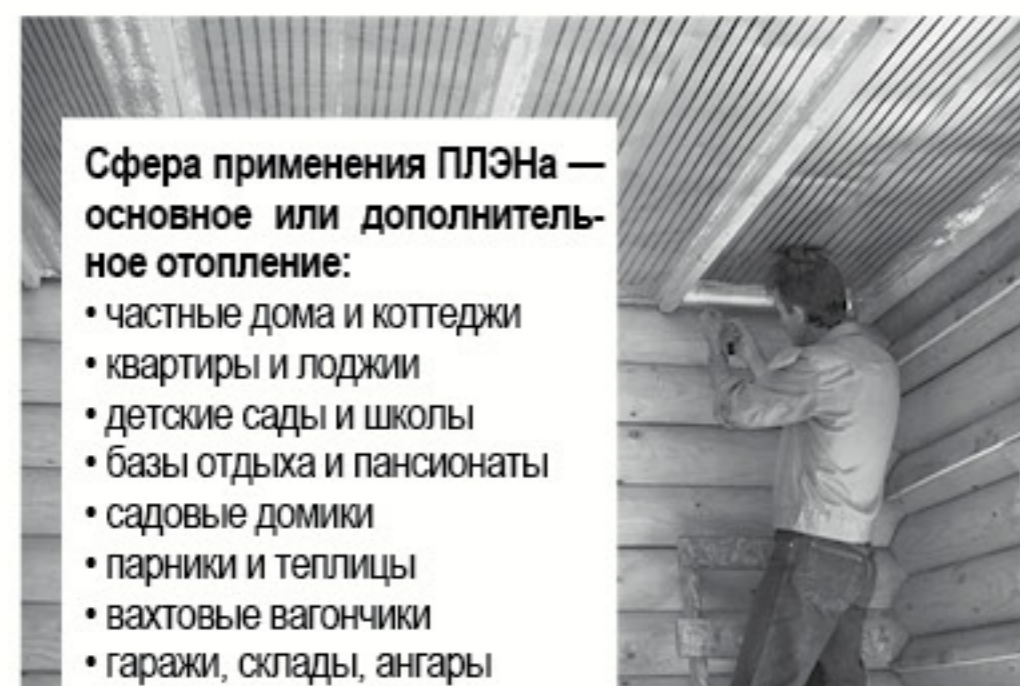 Сфера применения ПЛЭНа —
основное или дополнитель-
ное отопление:
• частные дома и коттеджи
• квартиры и лоджии
• детские сады и школы
• базы отдыха и пансионаты
• садовые домики
• парники и теплицы
• вахтовые вагончики
• гаражи, склады, ангары